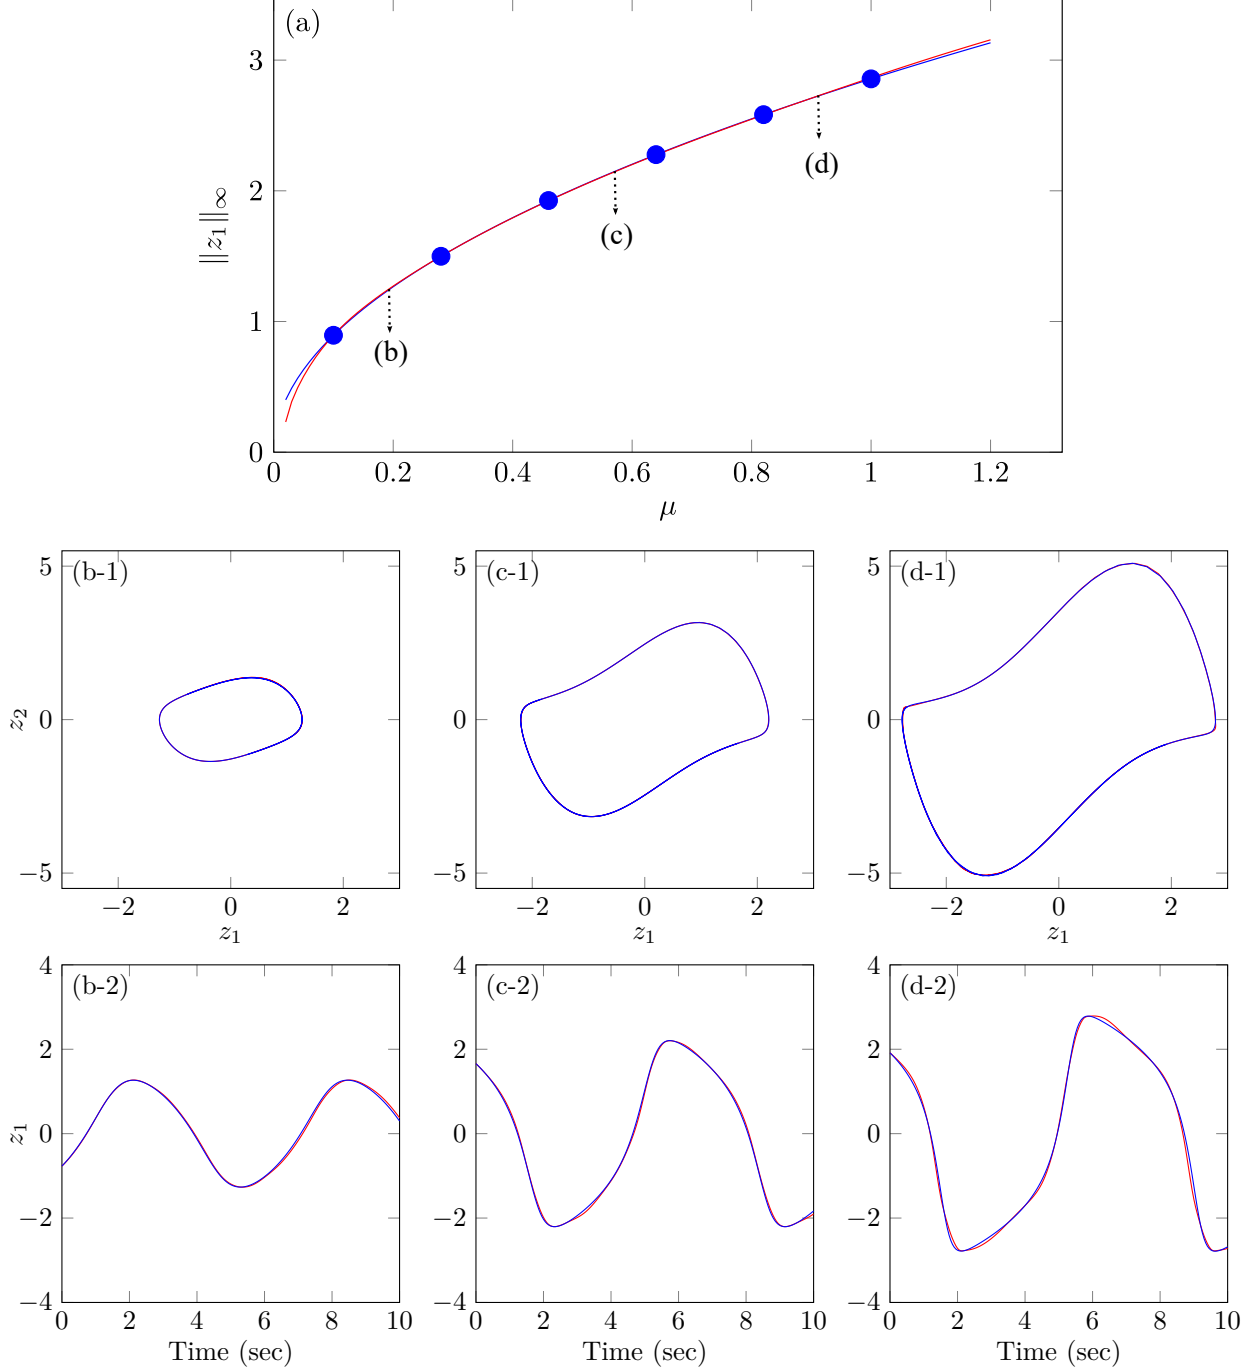 (a)
3
2
1
0
‖z₁‖∞
(b)
(c)
(d)
0 0.2 0.4 0.6 0.8 1 1.2
μ
(b-1)
5
0
−5
z₂
−2 0 2
z₁
(c-1)
5
0
−5
−2 0 2
z₁
(d-1)
5
0
−5
−2 0 2
z₁
(b-2)
4
2
0
−2
−4
z₁
0 2 4 6 8 10
Time (sec)
(c-2)
4
2
0
−2
−4
0 2 4 6 8 10
Time (sec)
(d-2)
4
2
0
−2
−4
0 2 4 6 8 10
Time (sec)